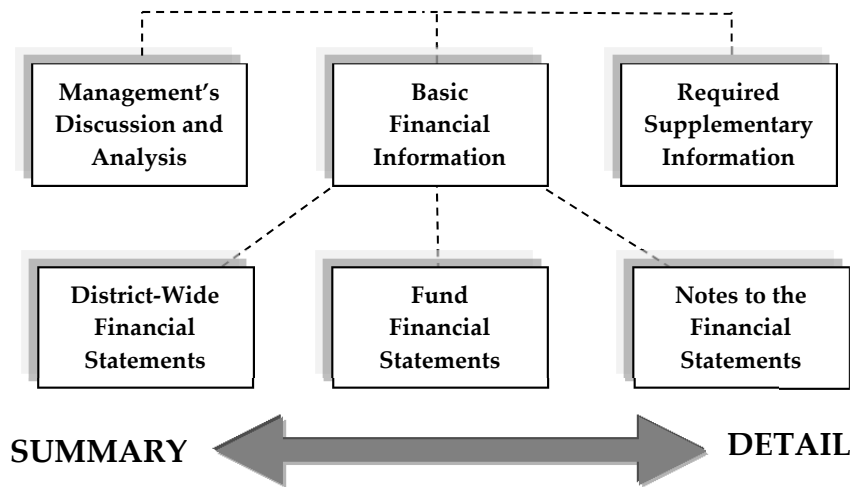 Management’s
Discussion and
Analysis
Basic
Financial
Information
Required
Supplementary
Information
District-Wide
Financial
Statements
Fund
Financial
Statements
Notes to the
Financial
Statements
SUMMARY
DETAIL